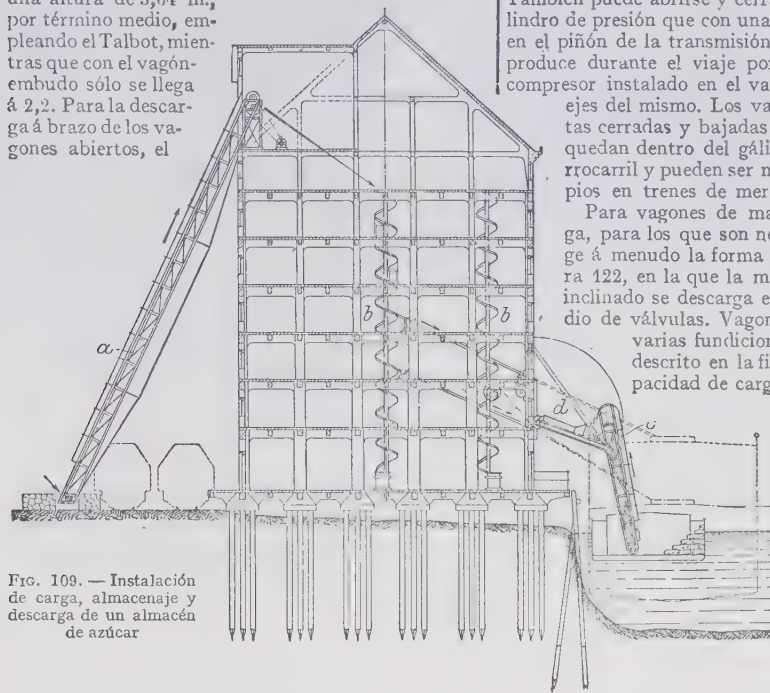 una altura de 3,64 m.,
por término medio, em-
pleando el Talbot, mien-
tras que con el vagón-
embudo sólo se llega
á 2,2. Para la descar-
ga á brazo de los va-
gones abiertos, el
También puede abrirse y cerra
lindro de presión que con una
en el piñón de la transmisión
produce durante el viaje por
compresor instalado en el va
ejes del mismo. Los va
tas cerradas y bajadas
quedan dentro del gáli
rrocarril y pueden ser m
pios en trenes de mer
Para vagones de ma
ga, para los que son ne
ge á menudo la forma
ra 122, en la que la m
inclinado se descarga e
dio de válvulas. Vagon
varias fundicion
descrito en la fi
pacidad de carg
a
b
b
d
c
FIG. 109. — Instalación
de carga, almacenaje y
descarga de un almacén
de azúcar